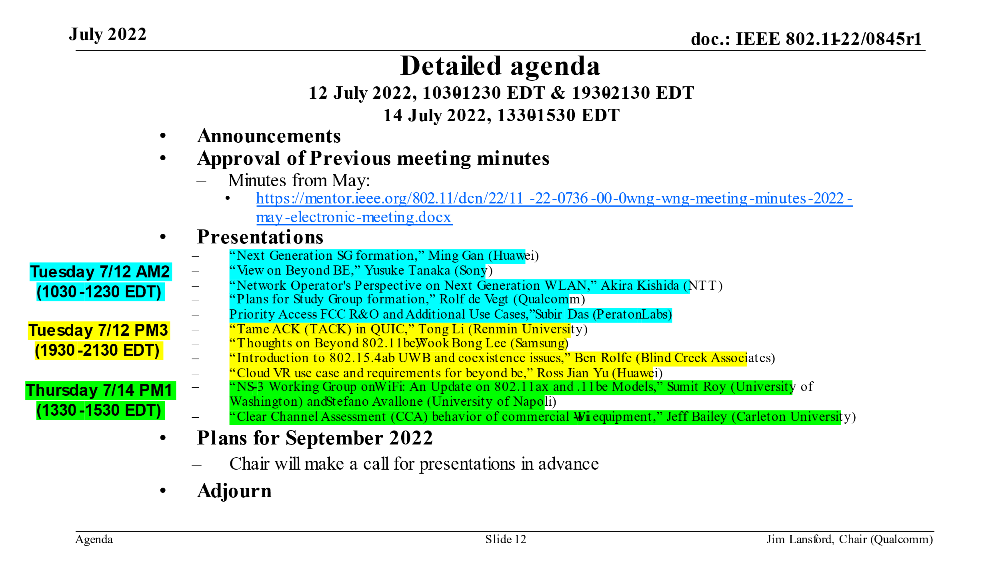 July 2022
doc.: IEEE 802.11-22/0845r1
Detailed agenda
12 July 2022, 1030-1230 EDT & 1930-2130 EDT
14 July 2022, 1330-1530 EDT
• Announcements
• Approval of Previous meeting minutes
– Minutes from May:
• https://mentor.ieee.org/802.11/dcn/22/11-22-0736-00-0wng-wng-meeting-minutes-2022-
may-electronic-meeting.docx
• Presentations
– “Next Generation SG formation,” Ming Gan (Huawei)
Tuesday 7/12 AM2
(1030-1230 EDT)
– “View on Beyond BE,” Yusuke Tanaka (Sony)
– “Network Operator's Perspective on Next Generation WLAN,” Akira Kishida (NTT)
– “Plans for Study Group formation,” Rolf de Vegt (Qualcomm)
– Priority Access- FCC R&O and Additional Use Cases,” Subir Das (Peraton Labs)
Tuesday 7/12 PM3
(1930-2130 EDT)
– “Tame ACK (TACK) in QUIC,” Tong Li (Renmin University)
– “Thoughts on Beyond 802.11be,” Wook Bong Lee (Samsung)
– “Introduction to 802.15.4ab UWB and coexistence issues,” Ben Rolfe (Blind Creek Associates)
– “Cloud VR use case and requirements for beyond be,” Ross Jian Yu (Huawei)
Thursday 7/14 PM1
(1330-1530 EDT)
– “NS-3 Working Group on WiFi: An Update on 802.11ax and .11be Models,” Sumit Roy (University of
Washington) and Stefano Avallone (University of Napoli)
– “Clear Channel Assessment (CCA) behavior of commercial Wi-Fi equipment,” Jeff Bailey (Carleton University)
• Plans for September 2022
– Chair will make a call for presentations in advance
• Adjourn
Agenda
Slide 12
Jim Lansford, Chair (Qualcomm)